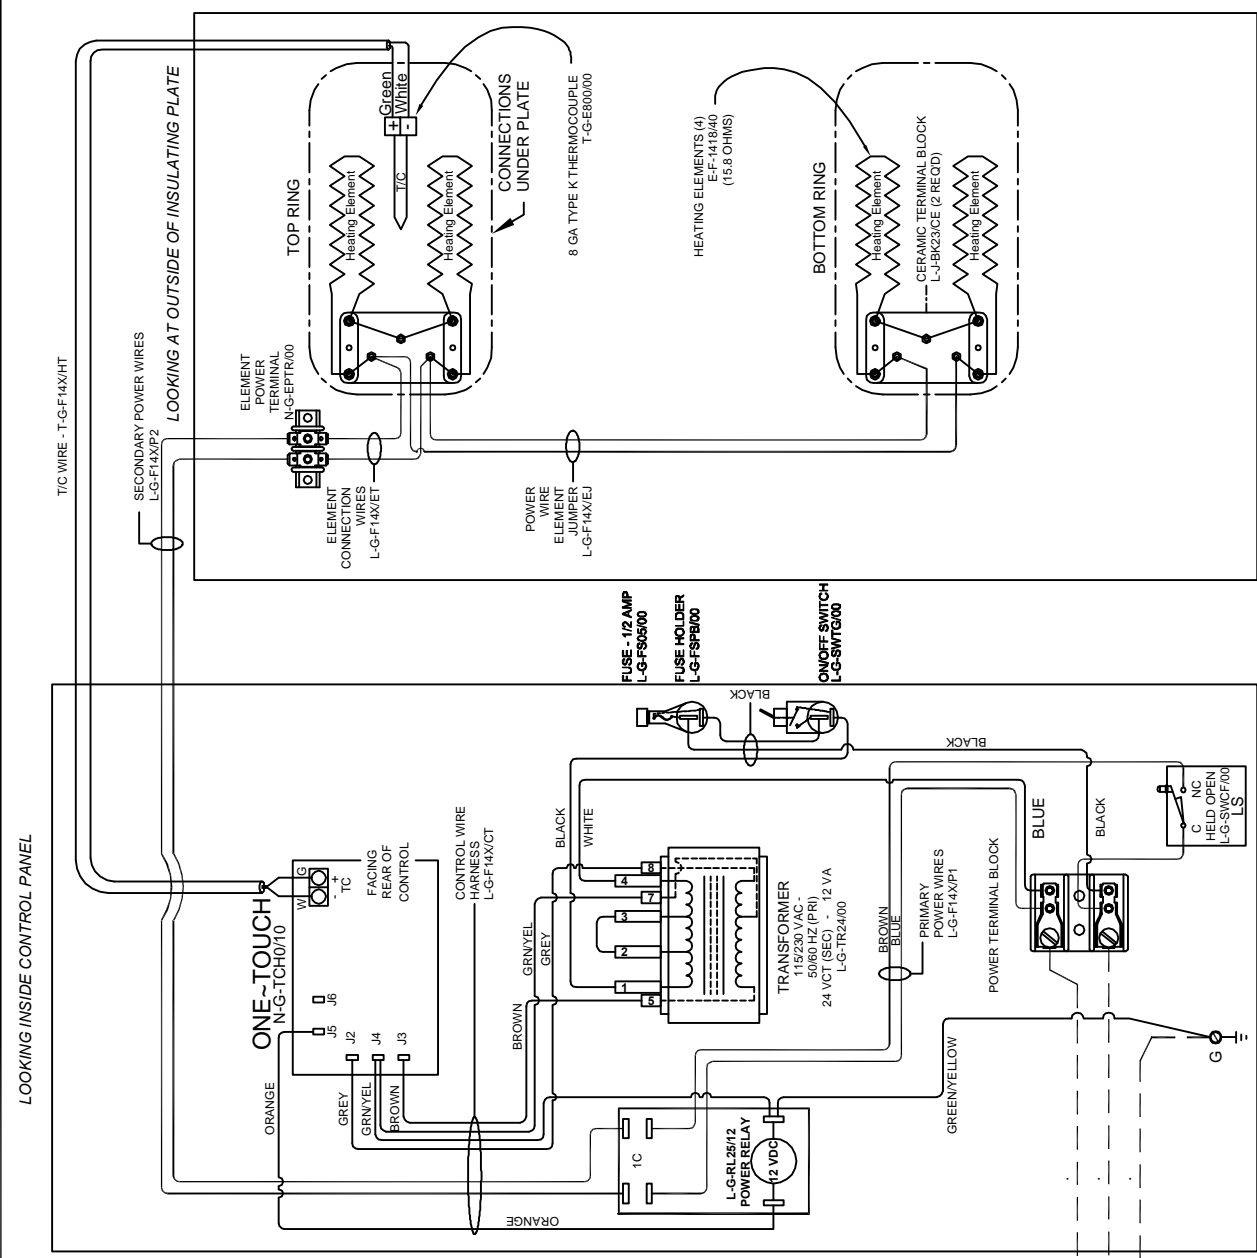 LOOKING INSIDE CONTROL PANEL
T/C WIRE - T-G-F14X/HT
SECONDARY POWER WIRES
L-G-F14X/P2
LOOKING AT OUTSIDE OF INSULATING PLATE
ELEMENT
POWER
TERMINAL
N-G-EPTR/00
ELEMENT
CONNECTION
WIRES
L-G-F14X/ET
TOP RING
Green
White
+
-
T/C
Heating Element
Heating Element
CONNECTIONS
UNDER PLATE
8 GA TYPE K THERMOCOUPLE
T-G-E800/00
POWER
WIRE
ELEMENT
JUMPER
L-G-F14X/EJ
HEATING ELEMENTS (4)
E-F-1418/40
(15.8 OHMS)
BOTTOM RING
Heating Element
CERAMIC TERMINAL BLOCK
L-J-BK23/CE (2 REQ'D)
Heating Element
FUSE - 1/2 AMP
L-G-FS05/00
FUSE HOLDER
L-G-FSPB/00
ON/OFF SWITCH
L-G-SWTG/00
ONE~TOUCH
N-G-TCH0/10
W
G
-
+
TC
FACING
REAR OF
CONTROL
J6
J5
J2
J4
J3
ORANGE
GREY
GRN/YEL
BROWN
CONTROL WIRE
HARNESS
L-G-F14X/CT
BROWN
GRN/YEL
GREY
BLACK
WHITE
8
4
7
3
2
1
5
TRANSFORMER
115/230 VAC -
50/60 HZ (PRI)
24 VCT (SEC) - 12 VA
L-G-TR24/00
BLACK
BLACK
BROWN
BLUE
PRIMARY
POWER WIRES
L-G-F14X/P1
POWER TERMINAL BLOCK
BLUE
BLACK
C
NC
HELD OPEN
L-G-SWCF/00
LS
1C
L-G-RL25/12
POWER RELAY
12 VDC
ORANGE
GREEN/YELLOW
G